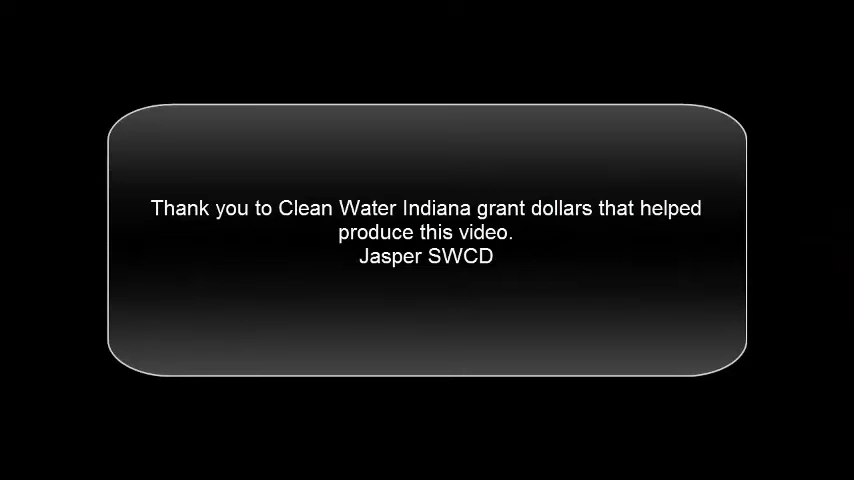 Thank you to Clean Water Indiana grant dollars that helped
produce this video.
Jasper SWCD